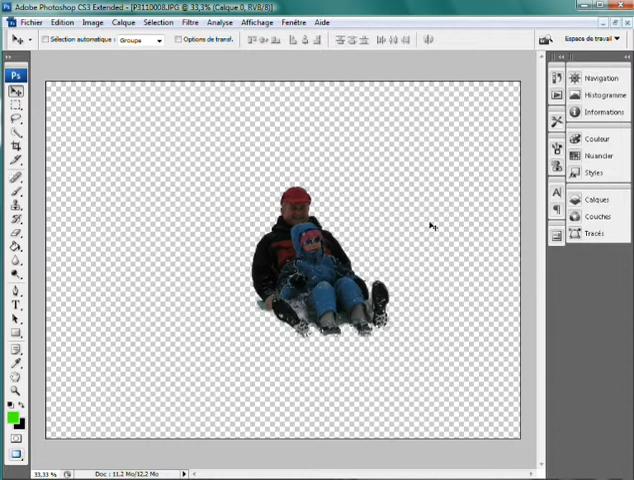 Adobe Photoshop CS3 Extended - [P3110008.JPG @ 33,3% (Calque 0, RVB/8)]
Fichier Edition Image Calque Sélection Filtre Analyse Affichage Fenêtre Aide
Sélection automatique : Groupe Options de transf. Espace de travail
Ps
Navigation
Histogramme
Informations
Couleur
Nuancier
Styles
Calques
Couches
Tracés
33,33 % Doc : 11,2 Mo/12,2 Mo